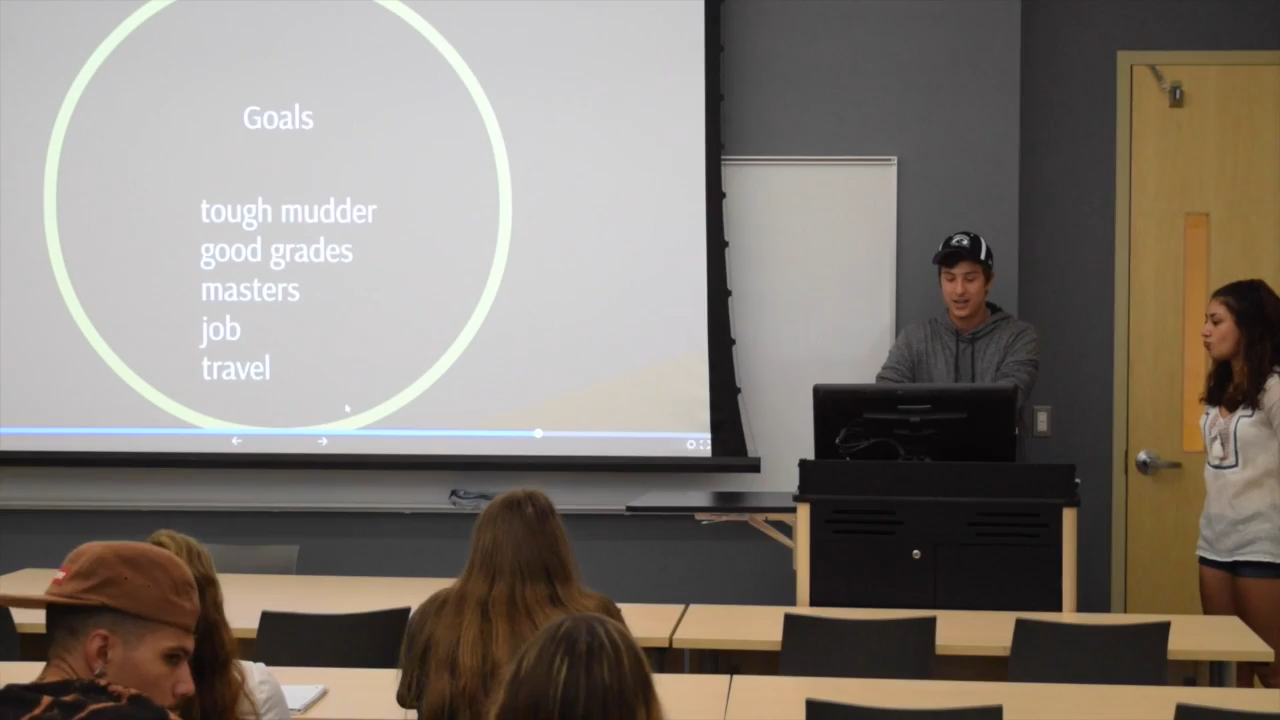 Goals
tough mudder
good grades
masters
job
travel